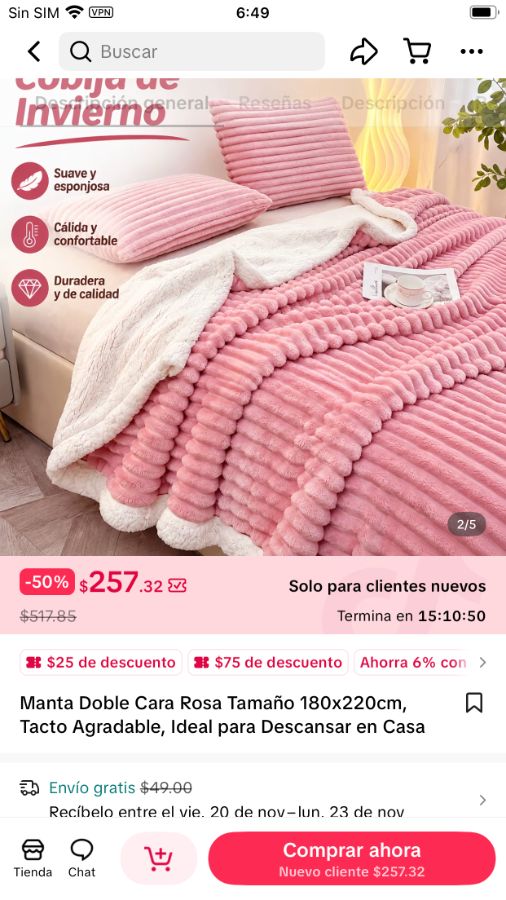 Sin SIM VPN 6:49
Buscar
Cobija de
Descripción general Reseñas Descripción
Invierno
Suave y
esponjosa
Cálida y
confortable
Duradera
y de calidad
2/5
-50% $257.32
Solo para clientes nuevos
$517.85
Termina en 15:10:50
$25 de descuento $75 de descuento Ahorra 6% con
Manta Doble Cara Rosa Tamaño 180x220cm,
Tacto Agradable, Ideal para Descansar en Casa
Envío gratis $49.00
Recíbelo entre el vie, 20 de nov–lun, 23 de nov
Tienda Chat
Comprar ahora
Nuevo cliente $257.32